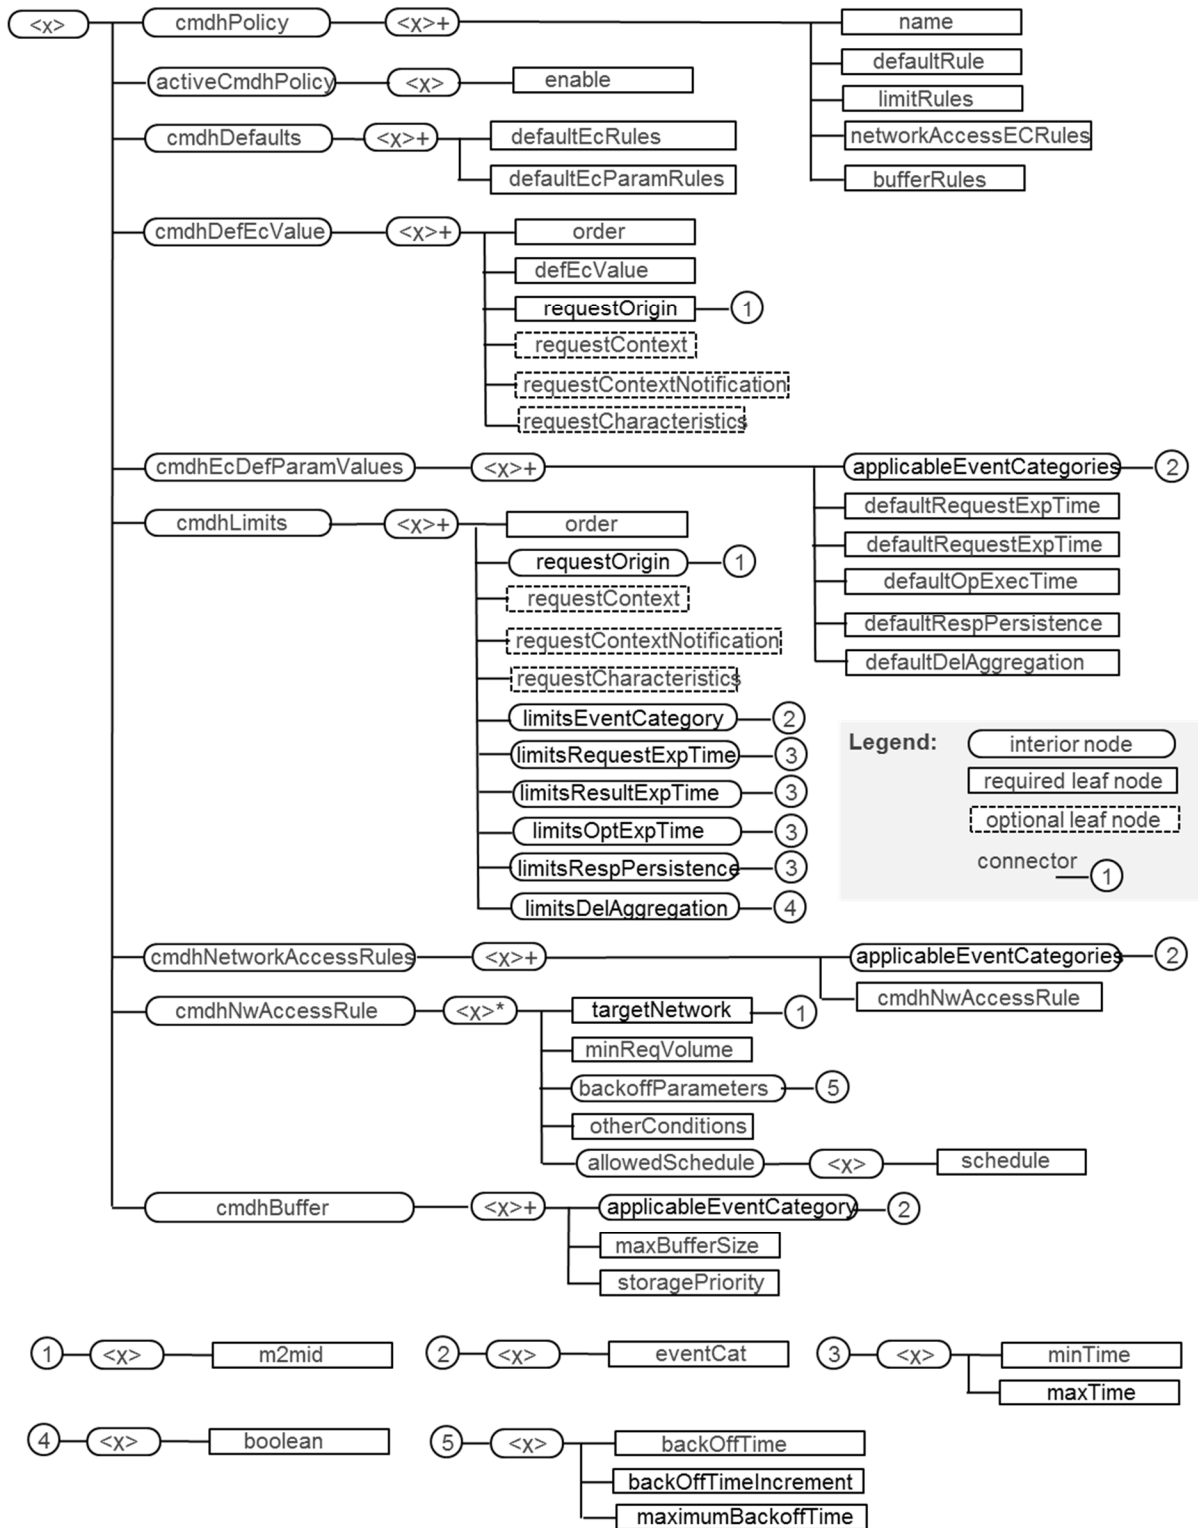 <x> cmdhPolicy <x>+ name
defaultRule
activeCmdhPolicy <x> enable
limitRules
cmdhDefaults <x>+ defaultEcRules networkAccessECRules
defaultEcParamRules bufferRules
cmdhDefEcValue <x>+ order
defEcValue
requestOrigin 1
requestContext
requestContextNotification
requestCharacteristics
cmdhEcDefParamValues <x>+ applicableEventCategories 2
defaultRequestExpTime
cmdhLimits <x>+ order
defaultRequestExpTime
requestOrigin 1
defaultOpExecTime
requestContext
defaultRespPersistence
requestContextNotification
defaultDelAggregation
requestCharacteristics
limitsEventCategory 2
limitsRequestExpTime 3
limitsResultExpTime 3
limitsOptExpTime 3
limitsRespPersistence 3
limitsDelAggregation 4
Legend: interior node
required leaf node
optional leaf node
connector
1
cmdhNetworkAccessRules <x>+ applicableEventCategories 2
cmdhNwAccessRule
cmdhNwAccessRule <x>* targetNetwork 1
minReqVolume
backoffParameters 5
otherConditions
allowedSchedule <x> schedule
cmdhBuffer <x>+ applicableEventCategory 2
maxBufferSize
storagePriority
1 <x> m2mid 2 <x> eventCat 3 <x> minTime
maxTime
4 <x> boolean 5 <x> backOffTime
backOffTimeIncrement
maximumBackoffTime